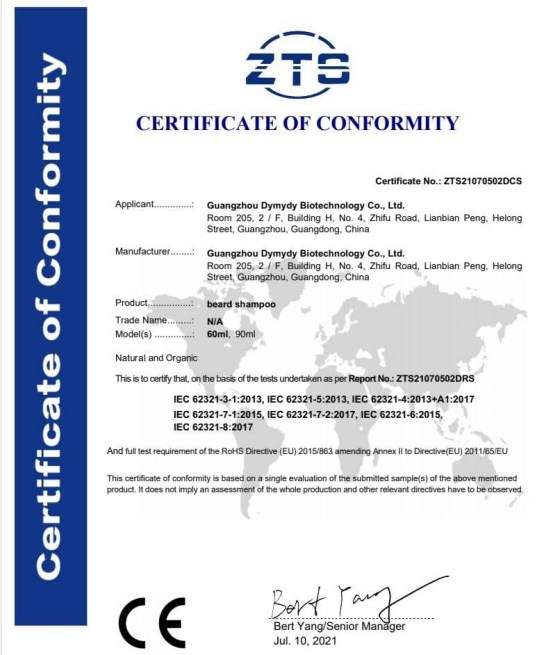 Certificate of Conformity
ZTS
CERTIFICATE OF CONFORMITY
Certificate No.: ZTS21070502DCS
Applicant..............: Guangzhou Dymydy Biotechnology Co., Ltd.
Room 205, 2 / F, Building H, No. 4, Zhifu Road, Lianbian Peng, Helong
Street, Guangzhou, Guangdong, China
Manufacturer........: Guangzhou Dymydy Biotechnology Co., Ltd.
Room 205, 2 / F, Building H, No. 4, Zhifu Road, Lianbian Peng, Helong
Street, Guangzhou, Guangdong, China
Product.................: beard shampoo
Trade Name.........: N/A
Model(s) ..............: 60ml, 90ml
Natural and Organic
This is to certify that, on the basis of the tests undertaken as per Report No.: ZTS21070502DRS
IEC 62321-3-1:2013, IEC 62321-5:2013, IEC 62321-4:2013+A1:2017
IEC 62321-7-1:2015, IEC 62321-7-2:2017, IEC 62321-6:2015,
IEC 62321-8:2017
And full test requirement of the RoHS Directive (EU) 2015/863 amending Annex II to Directive(EU) 2011/65/EU
This certificate of conformity is based on a single evaluation of the submitted sample(s) of the above mentioned
product. It does not imply an assessment of the whole production and other relevant directives have to be observed.
CE
Bert Yang
Bert Yang/Senior Manager
Jul. 10, 2021